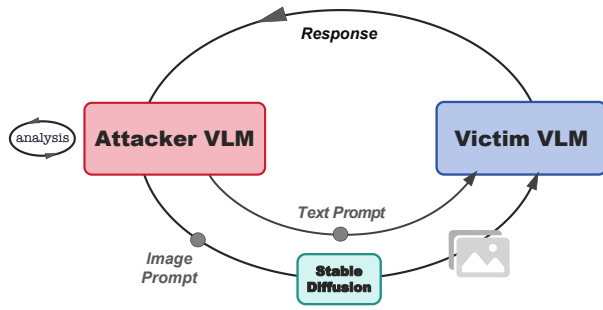 Response
analysis
Attacker VLM
Victim VLM
Text Prompt
Image
Prompt
Stable
Diffusion